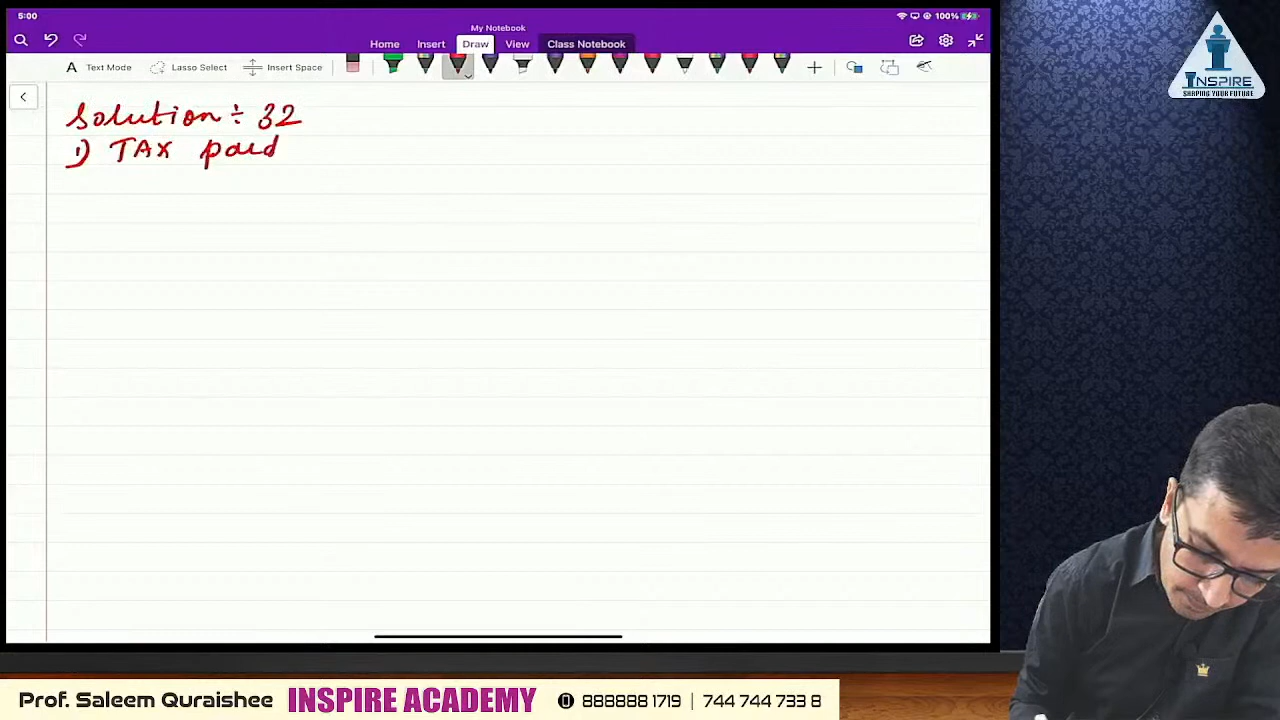 5:00
100%
My Notebook
Home Insert Draw View Class Notebook
A Text Mode Lasso Select Insert Space
Solution ÷ 32
1) TAX paid
INSPIRE
SHAPING YOUR FUTURE
Prof. Saleem Quraishee INSPIRE ACADEMY 888888 1719 | 744 744 733 8